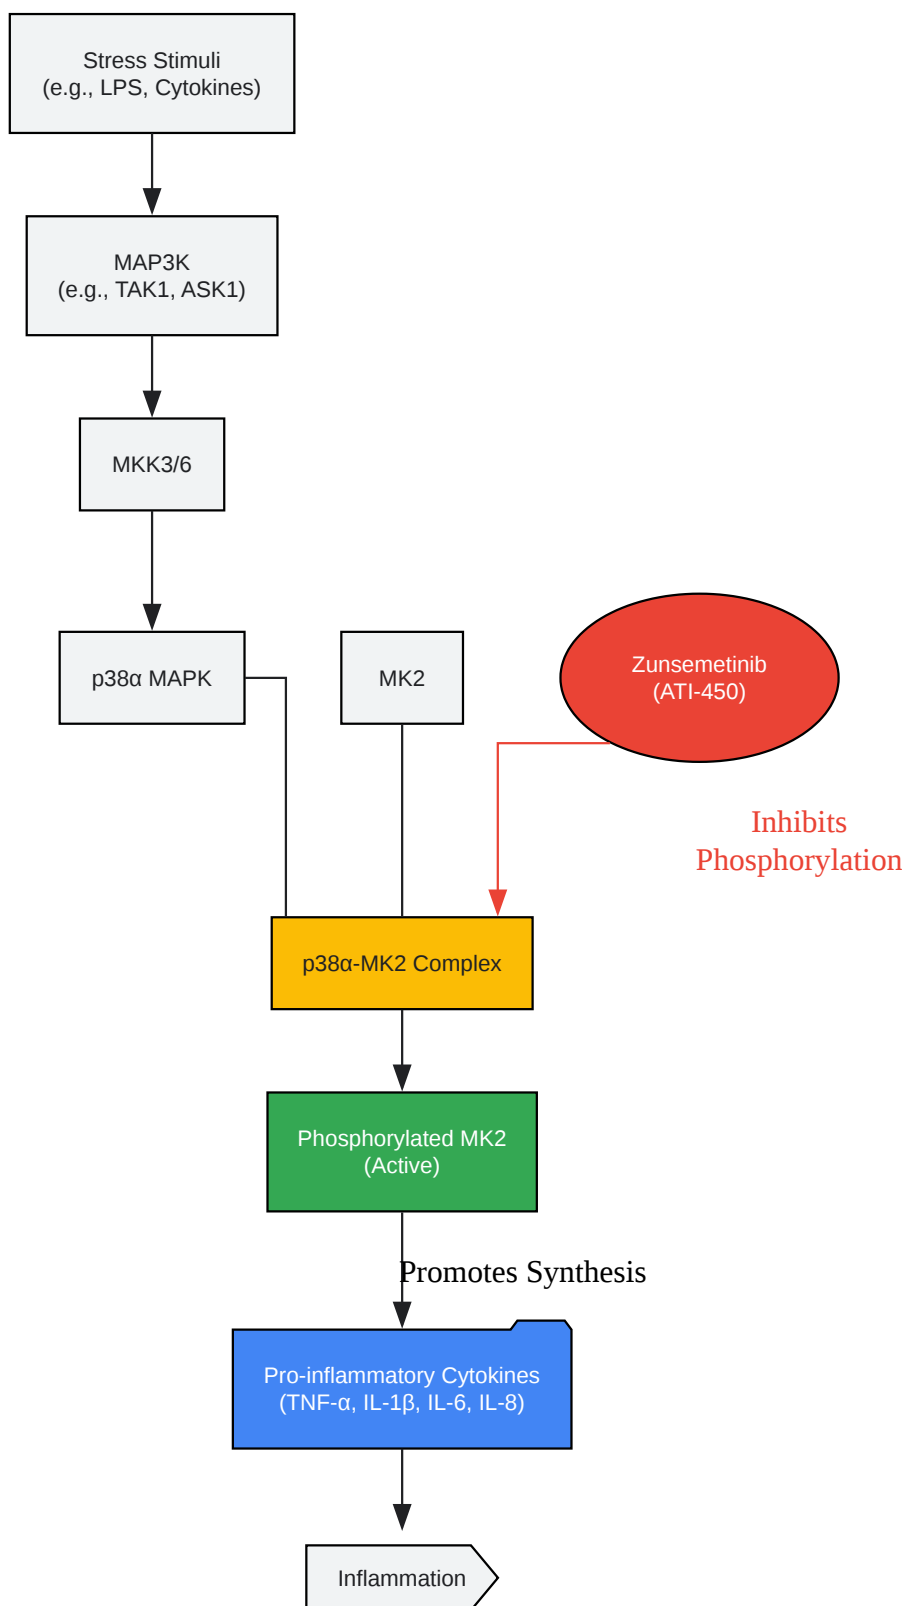 Stress Stimuli
(e.g., LPS, Cytokines)
MAP3K
(e.g., TAK1, ASK1)
MKK3/6
p38α MAPK
MK2
Zunsemetinib
(ATI-450)
Inhibits
Phosphorylation
p38α-MK2 Complex
Phosphorylated MK2
(Active)
Promotes Synthesis
Pro-inflammatory Cytokines
(TNF-α, IL-1β, IL-6, IL-8)
Inflammation